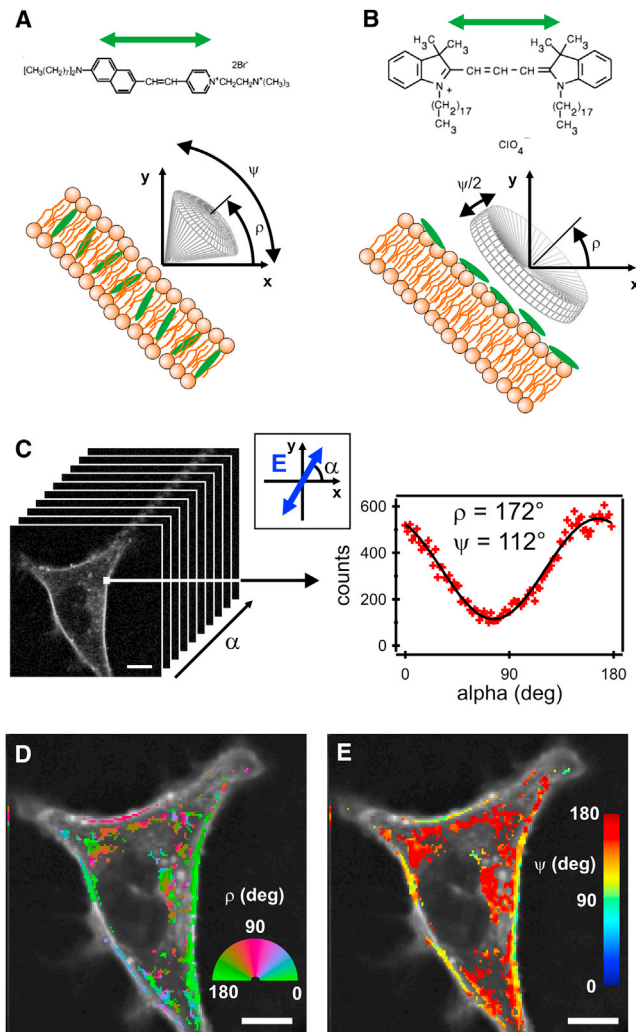 A
B
2Br⁻
[CH₃(CH₂)₇]₂N
N⁺(CH₂CH₂N⁺(CH₃)₃
H₃C CH₃ H₃C CH₃
CH=CH—CH
N⁺ N
(CH₂)₁₇ (CH₂)₁₇
CH₃ CH₃
ClO₄⁻
y ψ
ρ
x
y
ψ/2
ρ
x
C
y
E α
x
α
600
400
200
0
counts
ρ = 172°
ψ = 112°
0 90 180
alpha (deg)
D
ρ (deg)
90
180 0
E
180
ψ (deg)
90
0